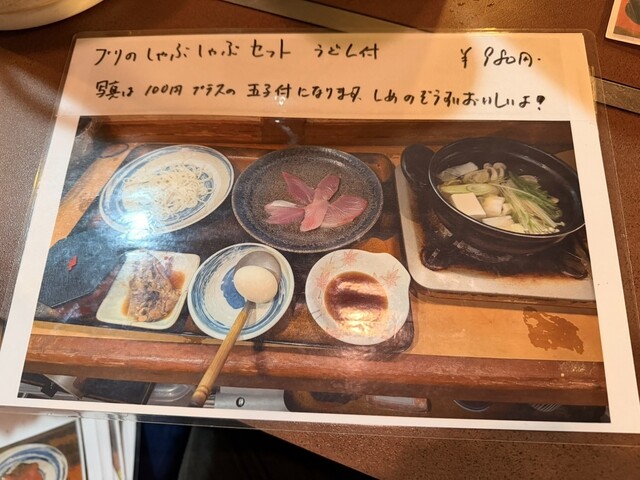 ブリのしゃぶしゃぶセット うどん付 ¥980円.
写真は100円プラスの玉子付になります。しめのぞうすいおいしいよ!